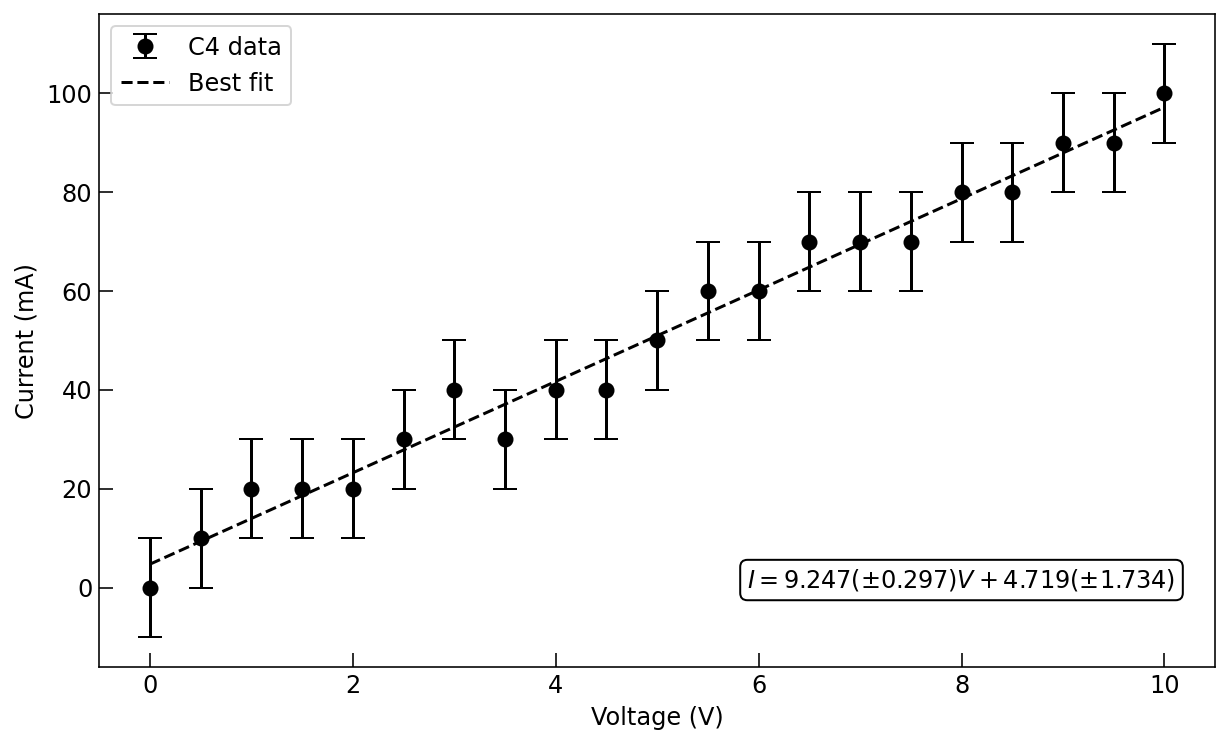 C4 data
Best fit
Current (mA)
100
80
60
40
20
0
I = 9.247(±0.297)V + 4.719(±1.734)
0 2 4 6 8 10
Voltage (V)